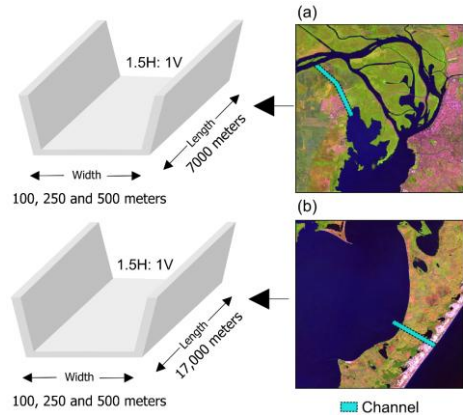 (a)
1.5H: 1V
Length
7000 meters
Width
100, 250 and 500 meters
(b)
1.5H: 1V
Length
17,000 meters
Width
100, 250 and 500 meters
Channel